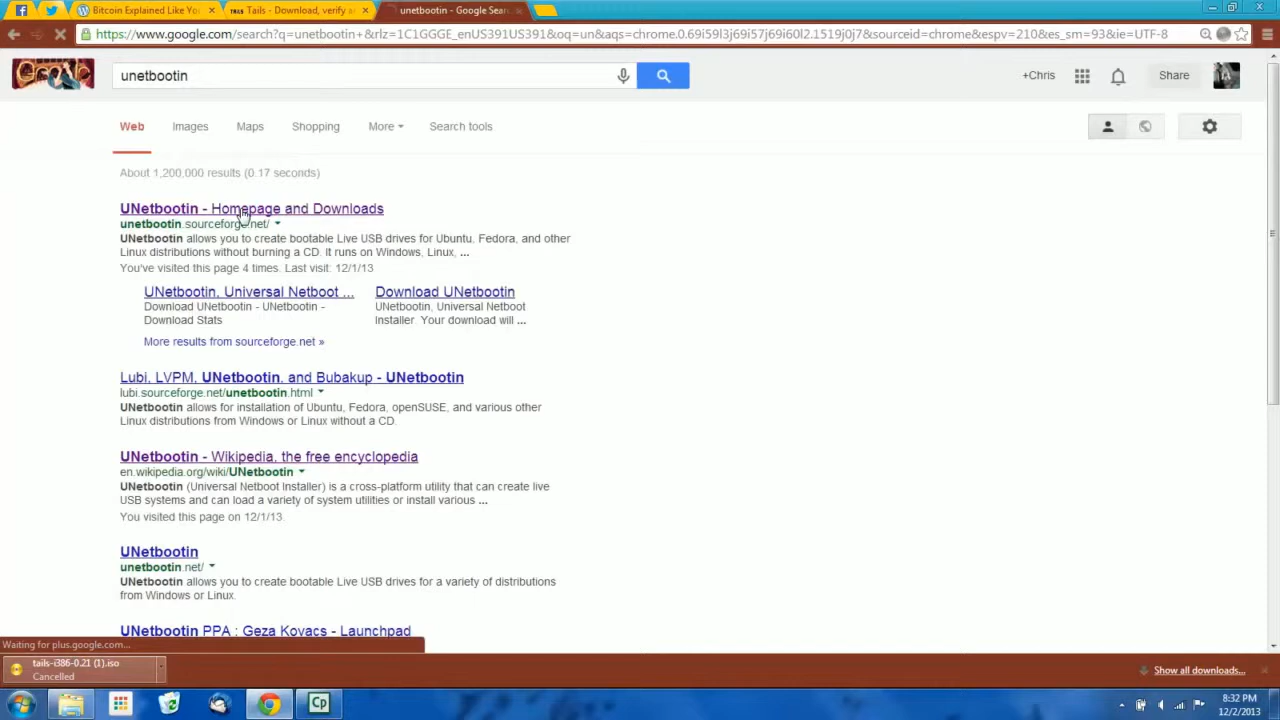 Bitcoin Explained Like Yo
Tails - Download, verify a
unetbootin - Google Sear
https://www.google.com/search?q=unetbootin+&rlz=1C1GGGE_enUS391US391&oq=un&aqs=chrome.0.69i59l3j69i57j69i60l2.1519j0j7&sourceid=chrome&espv=210&es_sm=93&ie=UTF-8
unetbootin
+Chris
Share
Web
Images
Maps
Shopping
More
Search tools
About 1,200,000 results (0.17 seconds)
UNetbootin - Homepage and Downloads
unetbootin.sourceforge.net/
UNetbootin allows you to create bootable Live USB drives for Ubuntu, Fedora, and other
Linux distributions without burning a CD. It runs on Windows, Linux, ...
You've visited this page 4 times. Last visit: 12/1/13
UNetbootin, Universal Netboot ...
Download UNetbootin - UNetbootin -
Download Stats
Download UNetbootin
UNetbootin, Universal Netboot
Installer. Your download will ...
More results from sourceforge.net »
Lubi, LVPM, UNetbootin, and Bubakup - UNetbootin
lubi.sourceforge.net/unetbootin.html
UNetbootin allows for installation of Ubuntu, Fedora, openSUSE, and various other
Linux distributions from Windows or Linux without a CD.
UNetbootin - Wikipedia, the free encyclopedia
en.wikipedia.org/wiki/UNetbootin
UNetbootin (Universal Netboot Installer) is a cross-platform utility that can create live
USB systems and can load a variety of system utilities or install various ...
You visited this page on 12/1/13.
UNetbootin
unetbootin.net/
UNetbootin allows you to create bootable Live USB drives for a variety of distributions
from Windows or Linux.
UNetbootin PPA : Geza Kovacs - Launchpad
Waiting for plus.google.com...
tails-i386-0.21 (1).iso
Cancelled
Show all downloads...
Cp
8:32 PM
12/2/2013